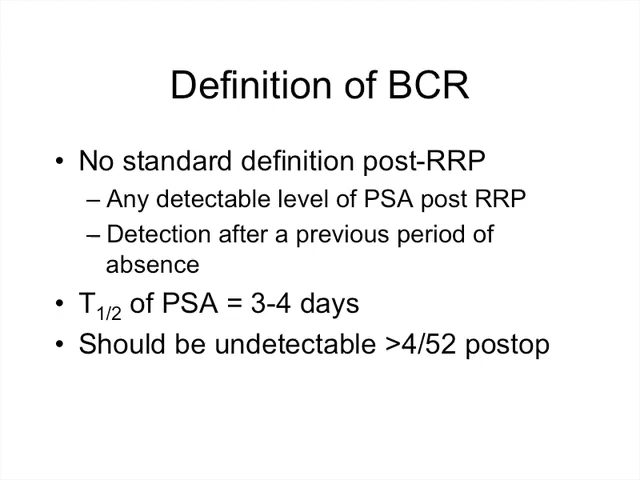 Definition of BCR
• No standard definition post-RRP
– Any detectable level of PSA post RRP
– Detection after a previous period of
absence
• T1/2 of PSA = 3-4 days
• Should be undetectable >4/52 postop